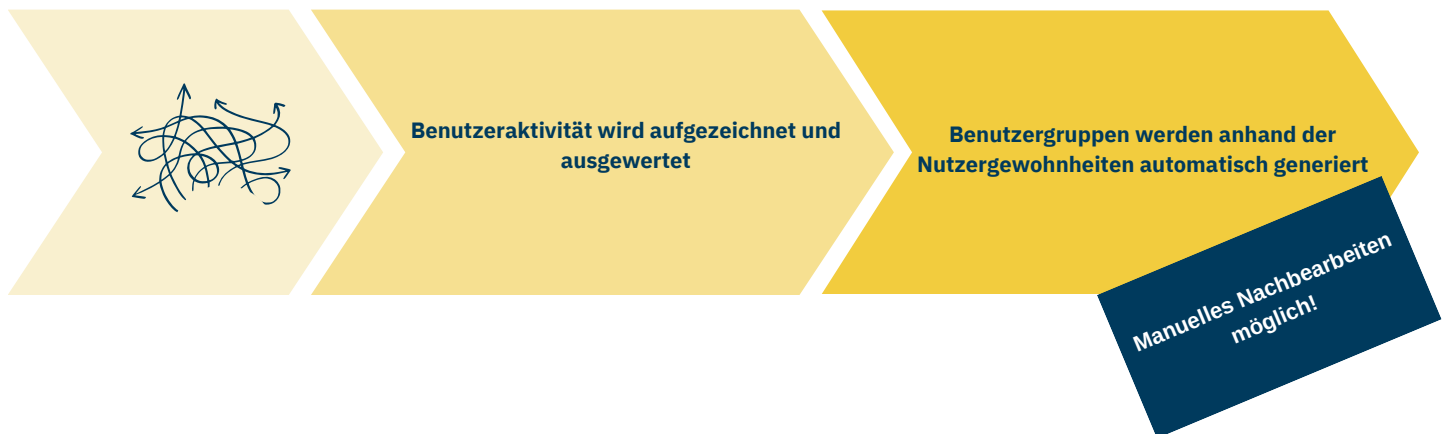 Benutzeraktivität wird aufgezeichnet und
ausgewertet
Benutzergruppen werden anhand der
Nutzergewohnheiten automatisch generiert
Manuelles Nachbearbeiten
möglich!